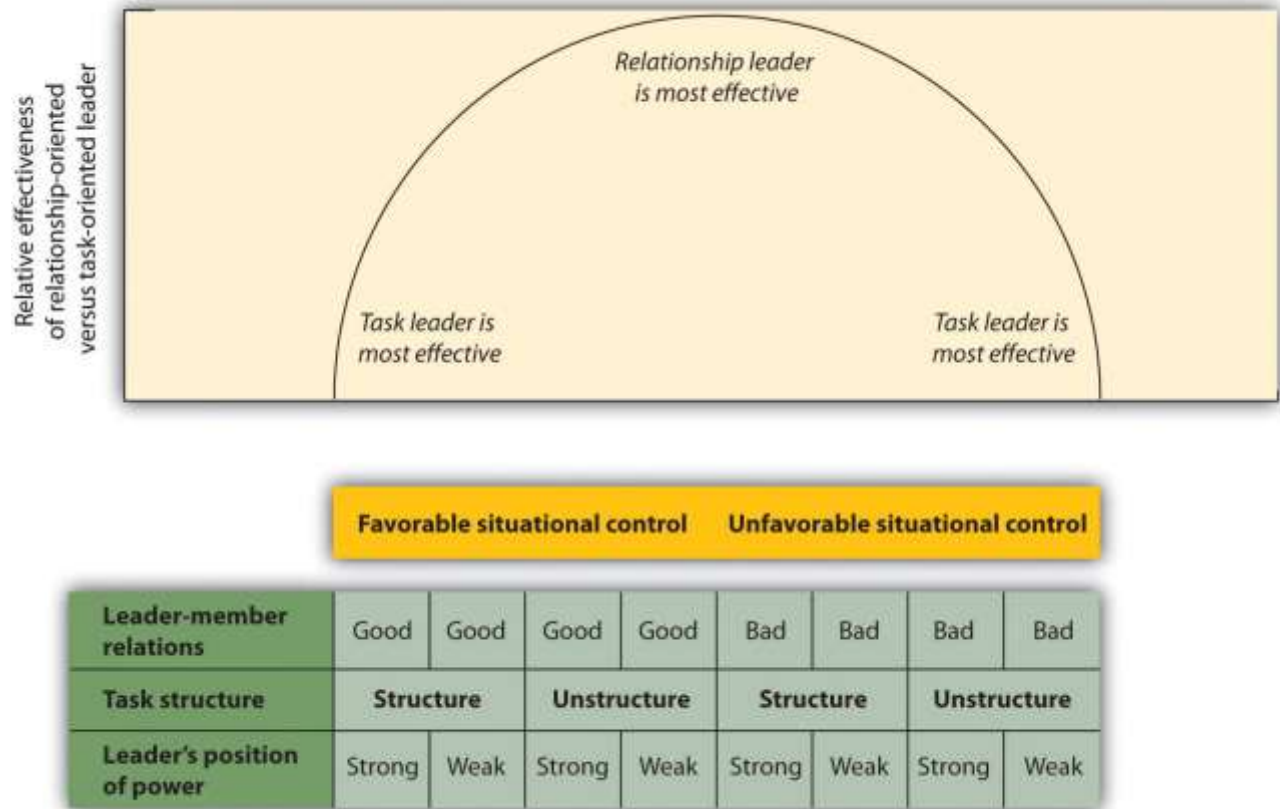 Relative effectiveness
of relationship-oriented
versus task-oriented leader
Relationship leader
is most effective
Task leader is
most effective
Task leader is
most effective
Favorable situational control Unfavorable situational control
Leader-member
relations
Good Good Good Good Bad Bad Bad Bad
Task structure Structure Unstructure Structure Unstructure
Leader's position
of power
Strong Weak Strong Weak Strong Weak Strong Weak